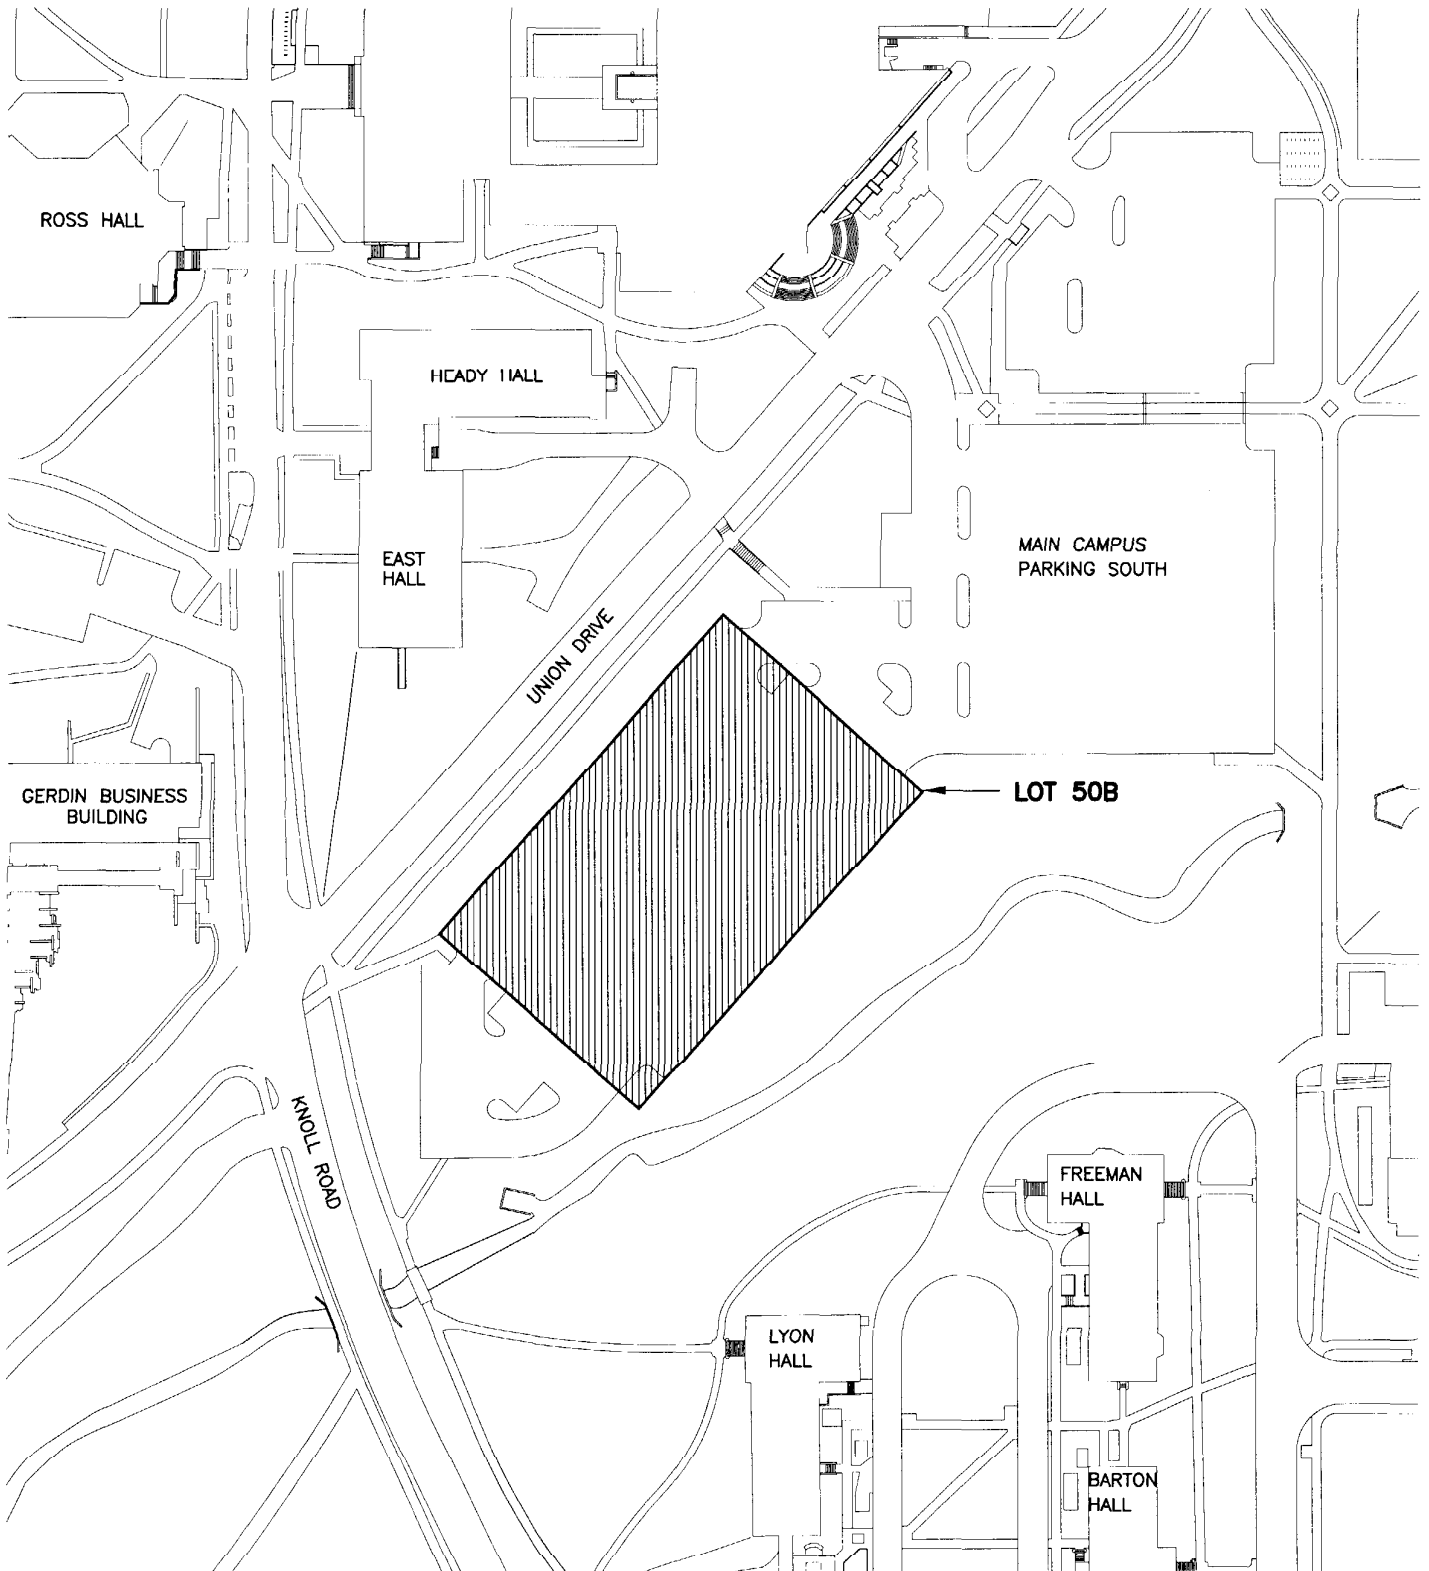 ROSS HALL
HEADY HALL
EAST
HALL
MAIN CAMPUS
PARKING SOUTH
UNION DRIVE
GERDIN BUSINESS
BUILDING
LOT 50B
KNOLL ROAD
FREEMAN
HALL
LYON
HALL
BARTON
HALL